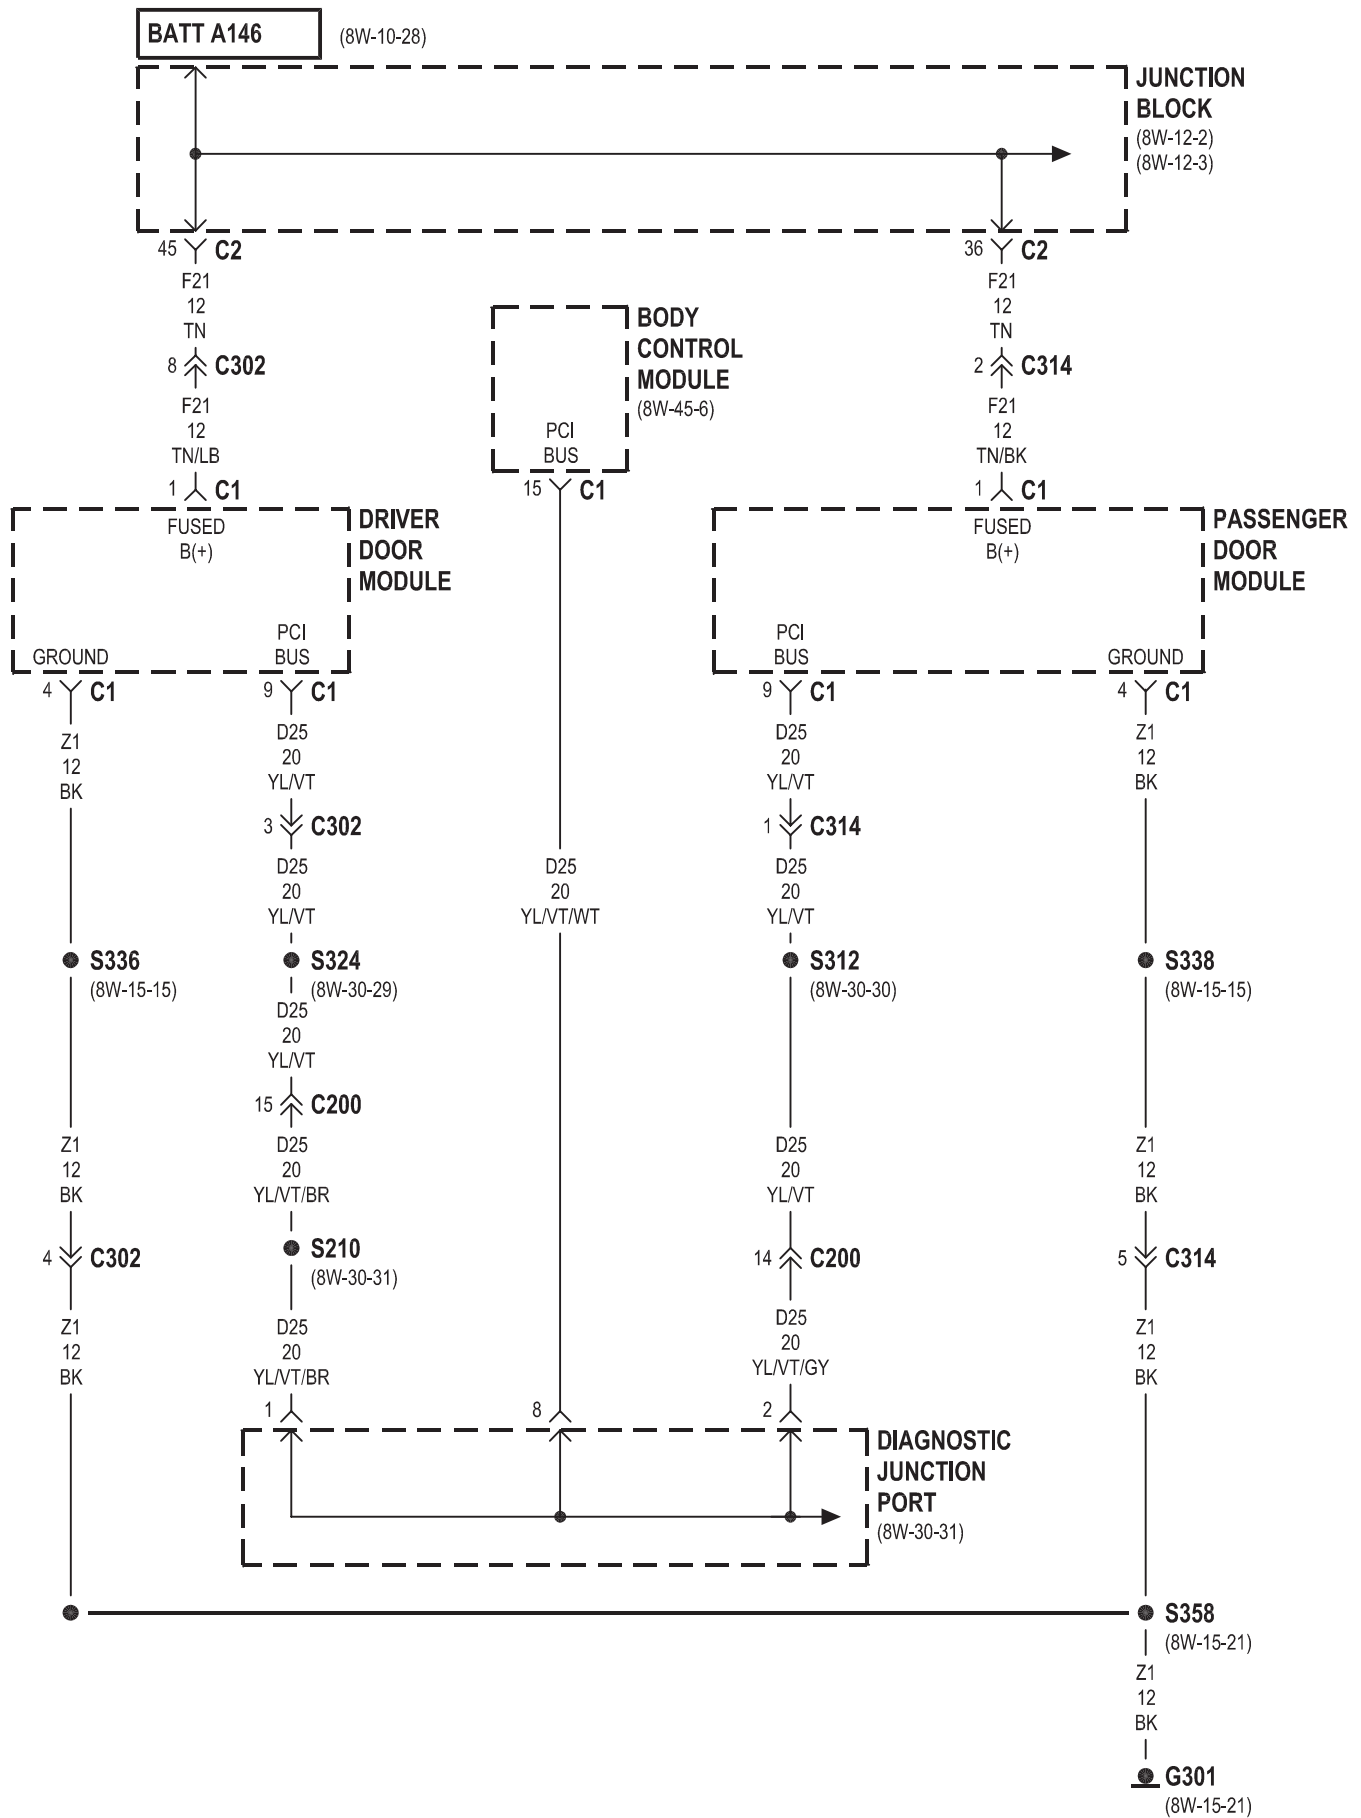 BATT A146 (8W-10-28)
JUNCTION
BLOCK
(8W-12-2)
(8W-12-3)
45 C2
F21
12
TN
8 C302
F21
12
TN/LB
1 C1
36 C2
F21
12
TN
2 C314
F21
12
TN/BK
1 C1
BODY
CONTROL
MODULE
(8W-45-6)
PCI
BUS
15 C1
DRIVER
DOOR
MODULE
FUSED
B(+)
GROUND
PCI
BUS
PASSENGER
DOOR
MODULE
FUSED
B(+)
PCI
BUS
GROUND
4 C1
Z1
12
BK
S336
(8W-15-15)
Z1
12
BK
4 C302
Z1
12
BK
9 C1
D25
20
YL/VT
3 C302
D25
20
YL/VT
S324
(8W-30-29)
D25
20
YL/VT
15 C200
D25
20
YL/VT/BR
S210
(8W-30-31)
D25
20
YL/VT/BR
1
D25
20
YL/VT/WT
8
9 C1
D25
20
YL/VT
1 C314
D25
20
YL/VT
S312
(8W-30-30)
D25
20
YL/VT
14 C200
D25
20
YL/VT/GY
2
4 C1
Z1
12
BK
S338
(8W-15-15)
Z1
12
BK
5 C314
Z1
12
BK
DIAGNOSTIC
JUNCTION
PORT
(8W-30-31)
S358
(8W-15-21)
Z1
12
BK
G301
(8W-15-21)